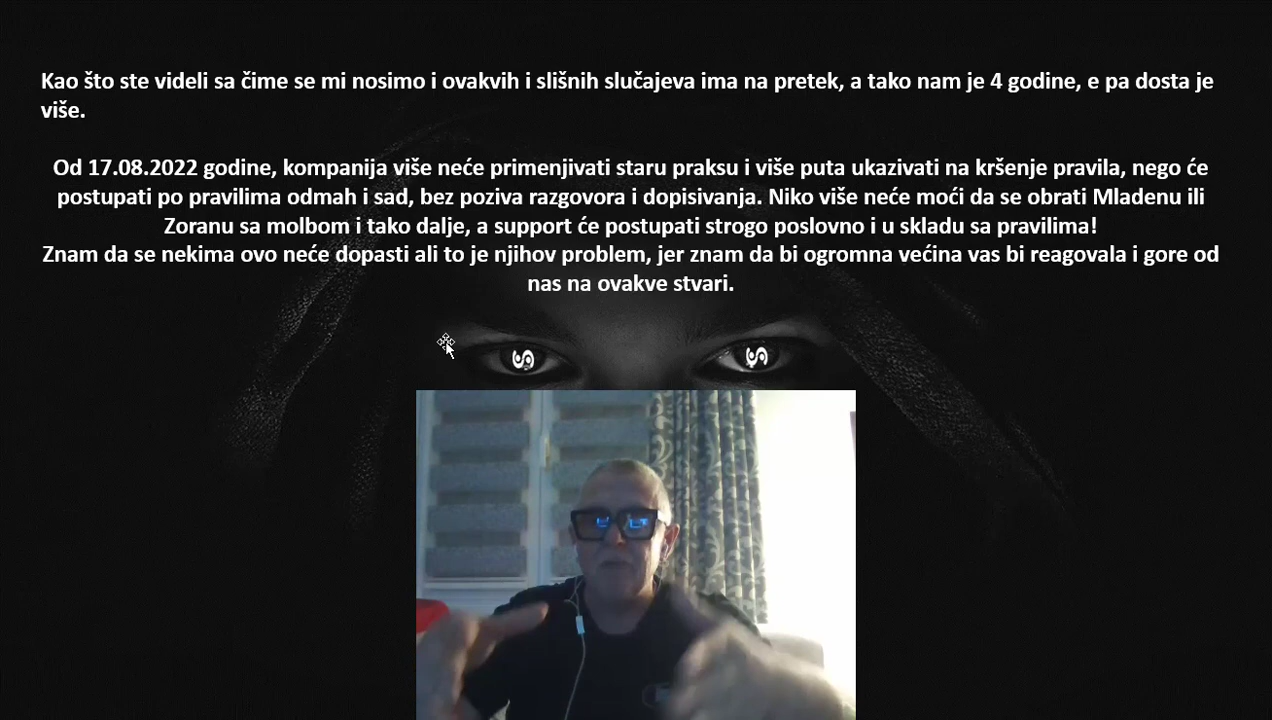 Kao što ste videli sa čime se mi nosimo i ovakvih i slišnih slučajeva ima na pretek, a tako nam je 4 godine, e pa dosta je
više.
Od 17.08.2022 godine, kompanija više neće primenjivati staru praksu i više puta ukazivati na kršenje pravila, nego će
postupati po pravilima odmah i sad, bez poziva razgovora i dopisivanja. Niko više neće moći da se obrati Mladenu ili
Zoranu sa molbom i tako dalje, a support će postupati strogo poslovno i u skladu sa pravilima!
Znam da se nekima ovo neće dopasti ali to je njihov problem, jer znam da bi ogromna većina vas bi reagovala i gore od
nas na ovakve stvari.